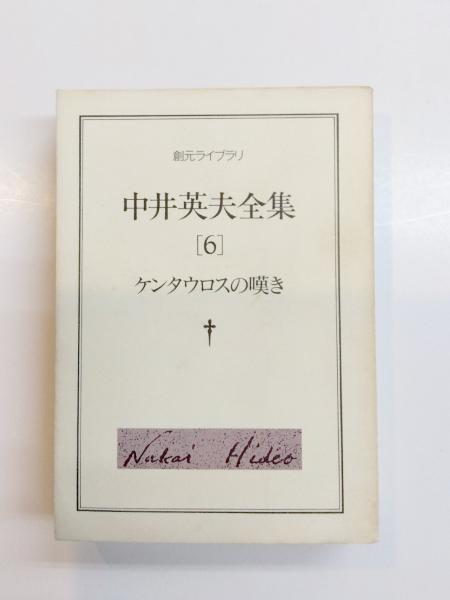 創元ライブラリ
中井英夫全集
[6]
ケンタウロスの嘆き
Nakai Hideo